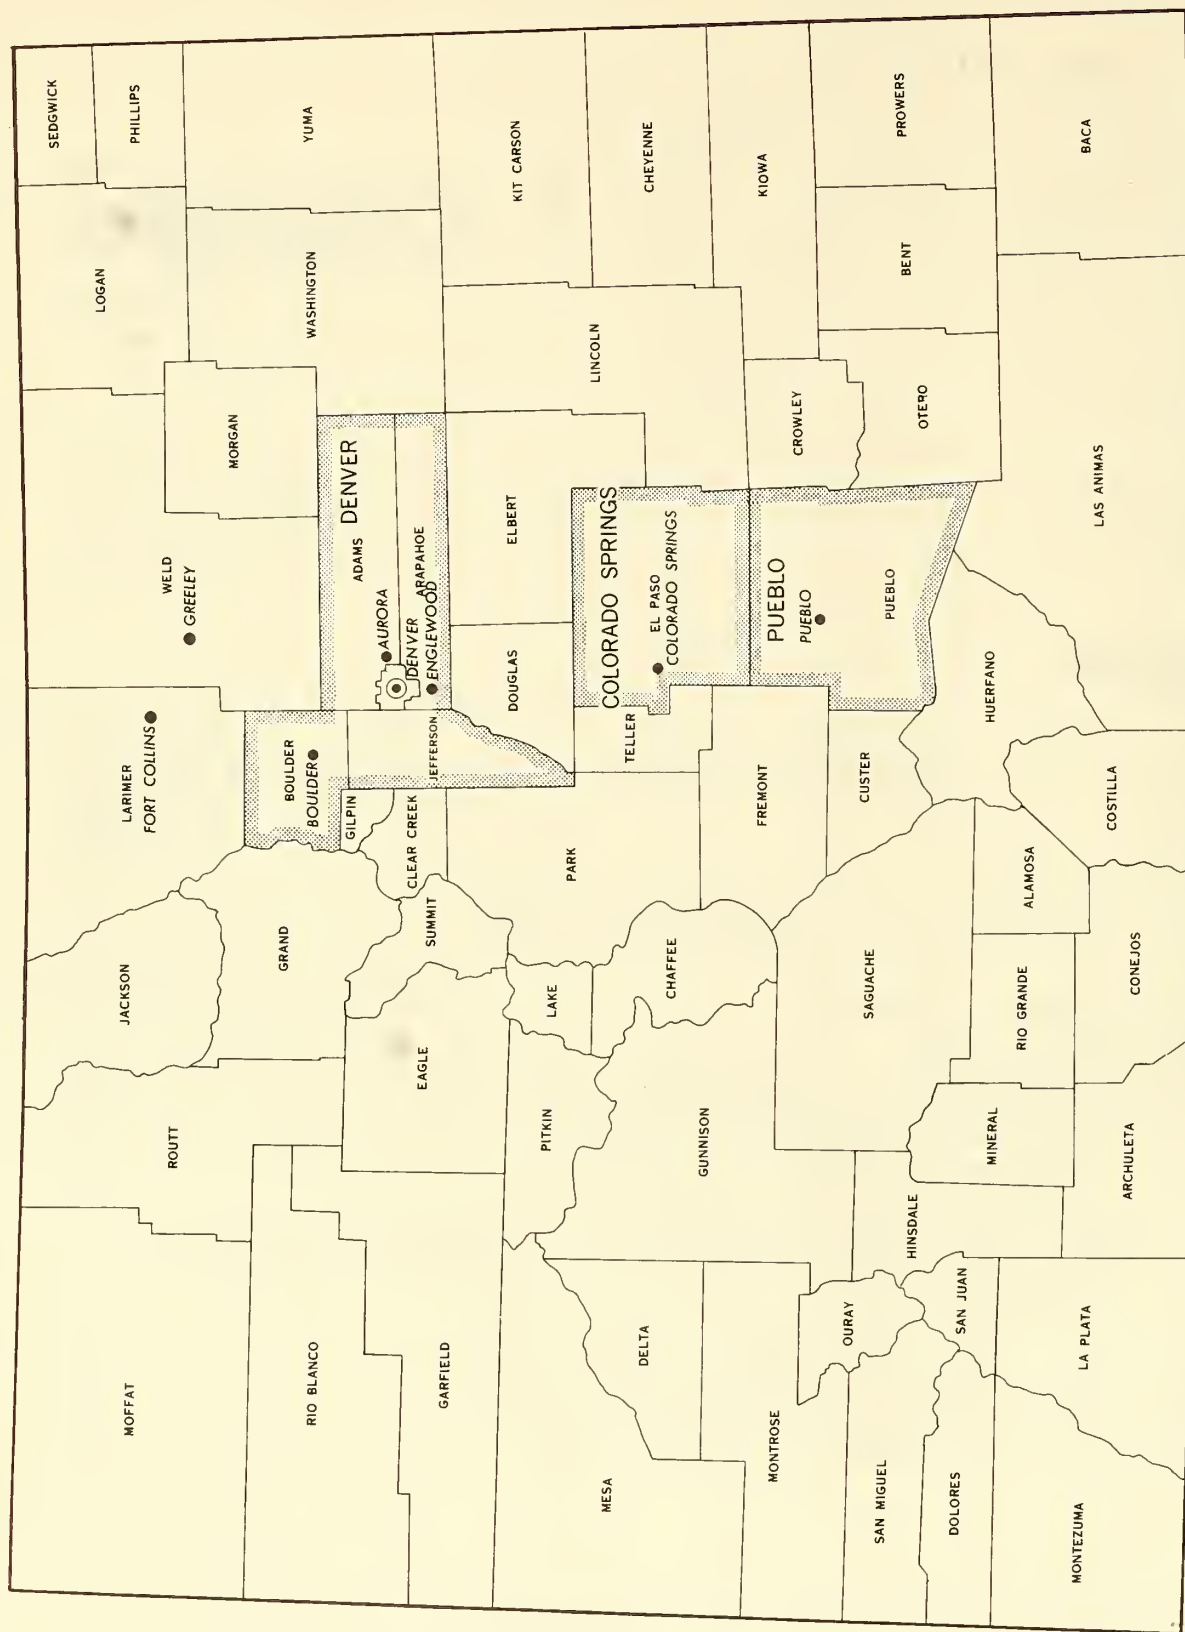 MOFFAT
ROUTT
JACKSON
LARIMER
FORT COLLINS
WELD
GREELEY
LOGAN
SEDGWICK
PHILLIPS
MORGAN
WASHINGTON
YUMA
RIO BLANCO
GRAND
BOULDER
BOULDER
GILPIN
DENVER
ADAMS
AURORA
DENVER
ARAPAHOE
ENGLEWOOD
JEFFERSON
CLEAR CREEK
SUMMIT
EAGLE
GARFIELD
MESA
PITKIN
LAKE
PARK
DOUGLAS
ELBERT
LINCOLN
KIT CARSON
CHEYENNE
KIOWA
COLORADO SPRINGS
EL PASO
COLORADO SPRINGS
TELLER
CHAFFEE
GUNNISON
DELTA
MONTROSE
OURAY
FREMONT
PUEBLO
PUEBLO
PUEBLO
CROWLEY
PROWERS
BENT
OTERO
CUSTER
SAGUACHE
HINSDALE
SAN MIGUEL
DOLORES
SAN JUAN
MINERAL
RIO GRANDE
ALAMOSA
HUERFANO
LAS ANIMAS
BACA
COSTILLA
CONEJOS
ARCHULETA
LA PLATA
MONTEZUMA